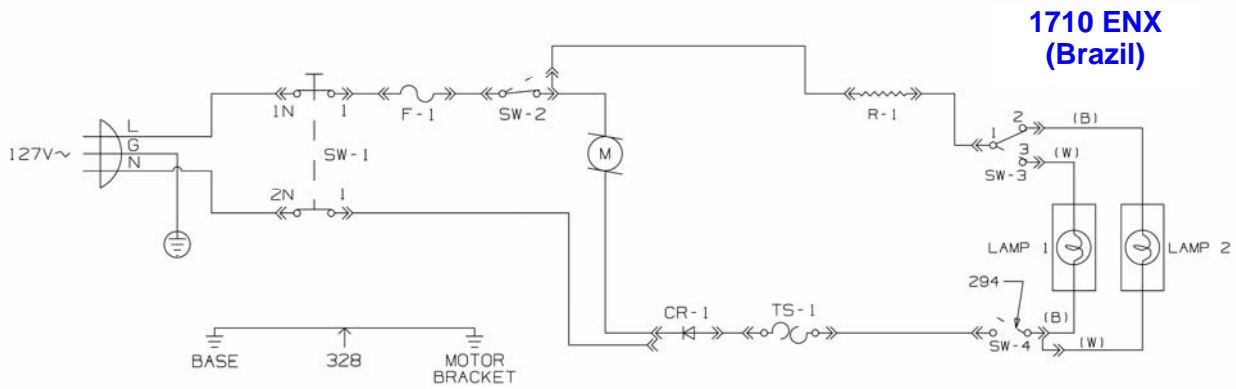 1710 ENX
(Brazil)
127V~
L
G
N
1N
1
F-1
SW-2
SW-1
2N
1
M
R-1
1
2
3
SW-3
(B)
(W)
LAMP 1
LAMP 2
294
CR-1
TS-1
SW-4
(B)
(W)
BASE
328
MOTOR
BRACKET